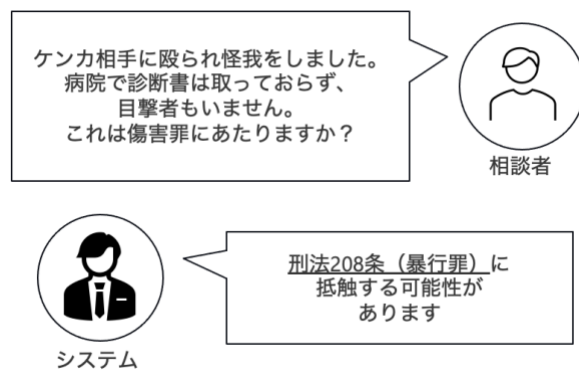 ケンカ相手に殴られ怪我をしました。
病院で診断書は取っておらず、
目撃者もいません。
これは傷害罪にあたりますか？
相談者
刑法208条（暴行罪）に
抵触する可能性が
あります
システム